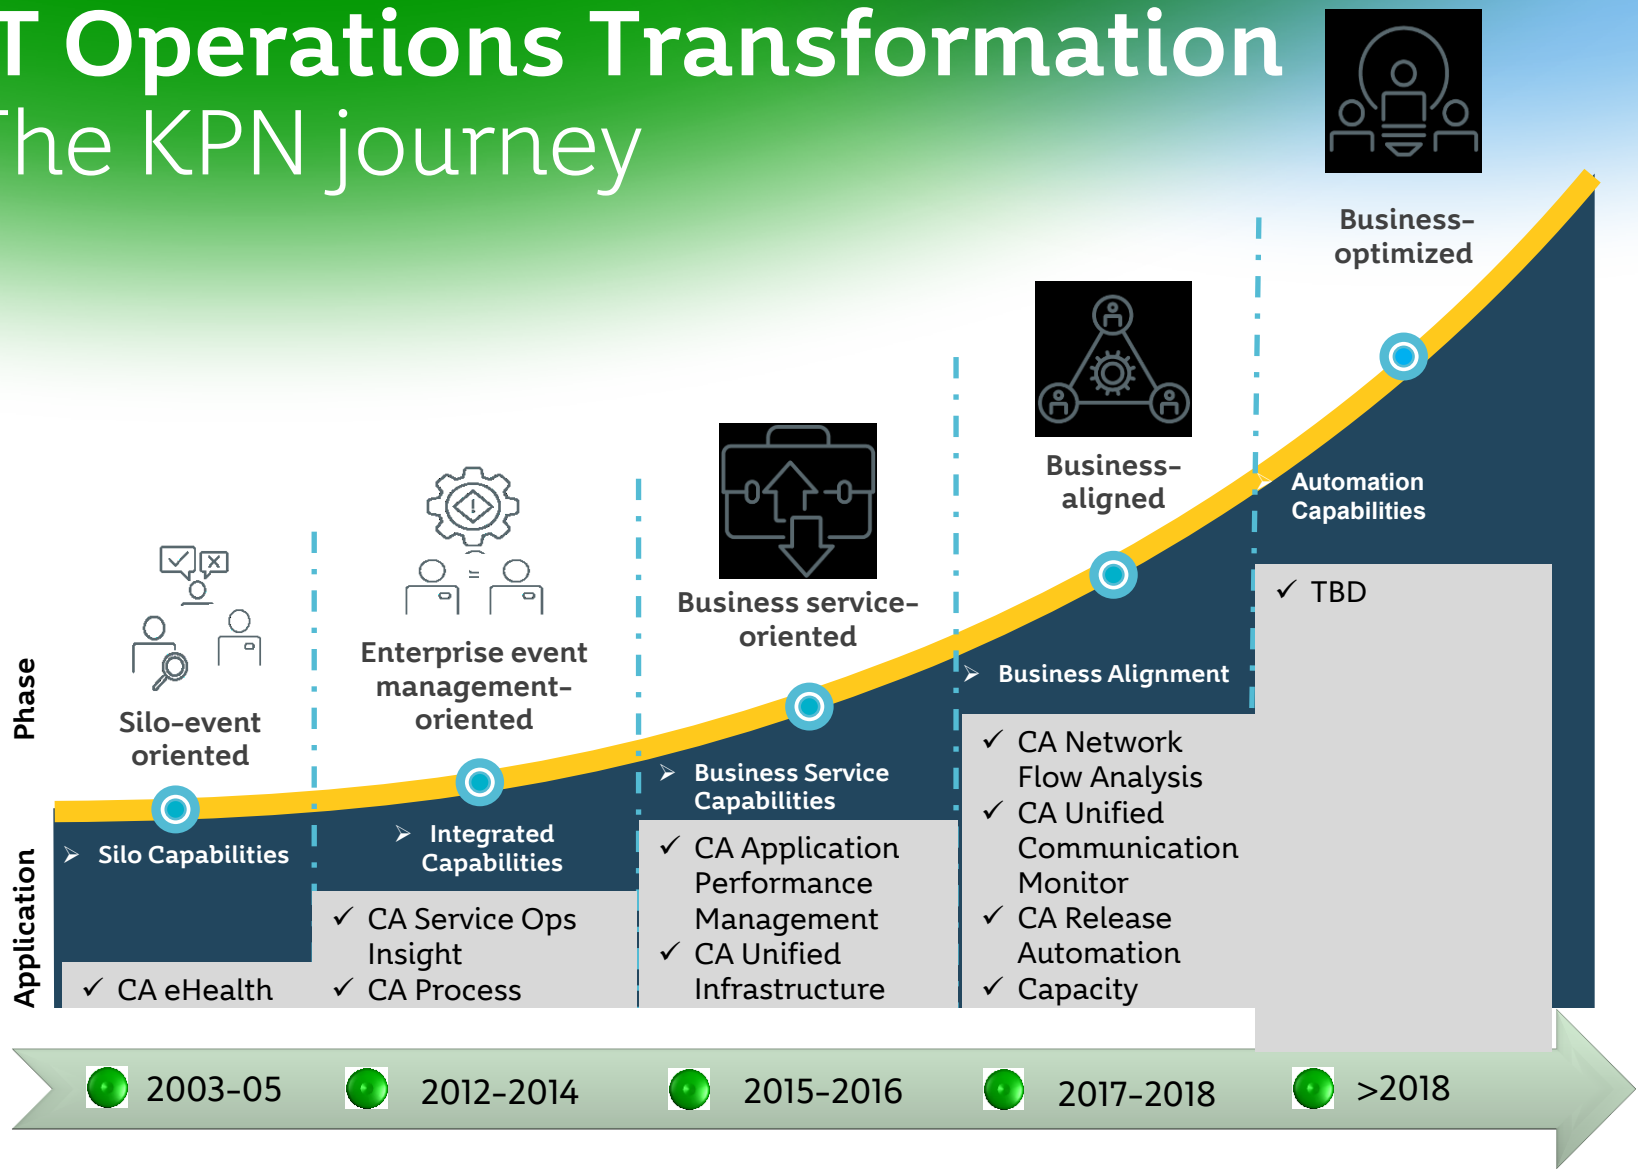 T Operations Transformation
The KPN journey
Business-
optimized
Business-
aligned
Business service-
oriented
Enterprise event
management-
oriented
Silo-event
oriented
Phase
Application
➢ Silo Capabilities
✓ CA eHealth
➢ Integrated
Capabilities
✓ CA Service Ops
Insight
✓ CA Process
➢ Business Service
Capabilities
✓ CA Application
Performance
Management
✓ CA Unified
Infrastructure
➢ Business Alignment
✓ CA Network
Flow Analysis
✓ CA Unified
Communication
Monitor
✓ CA Release
Automation
✓ Capacity
➢ Automation
Capabilities
✓ TBD
2003-05
2012-2014
2015-2016
2017-2018
>2018